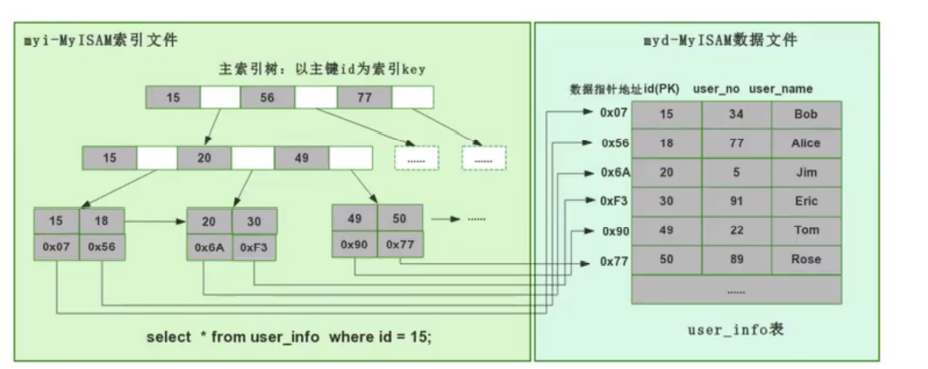 myi-MyISAM索引文件
主索引树：以主键id为索引key
15 56 77
15 20 49 ...... ......
15 18 20 30 49 50 ......
0x07 0x56 0x6A 0xF3 0x90 0x77
select * from user_info where id = 15;
myd-MyISAM数据文件
数据指针地址 id(PK) user_no user_name
0x07 15 34 Bob
0x56 18 77 Alice
0x6A 20 5 Jim
0xF3 30 91 Eric
0x90 49 22 Tom
0x77 50 89 Rose
......
user_info表